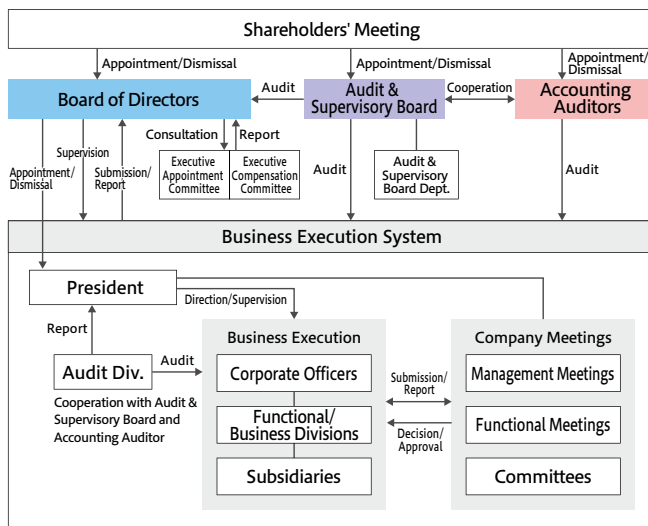 Shareholders' Meeting
Appointment/Dismissal
Appointment/Dismissal
Appointment/
Dismissal
Board of Directors
Audit
Audit &
Supervisory Board
Cooperation
Accounting
Auditors
Appointment/
Dismissal
Supervision
Submission/
Report
Consultation
Report
Executive
Appointment
Committee
Executive
Compensation
Committee
Audit
Audit &
Supervisory
Board Dept.
Audit
Business Execution System
President
Direction/Supervision
Report
Audit Div.
Audit
Cooperation with Audit &
Supervisory Board and
Accounting Auditor
Business Execution
Corporate Officers
Functional/
Business Divisions
Subsidiaries
Submission/
Report
Decision/
Approval
Company Meetings
Management Meetings
Functional Meetings
Committees